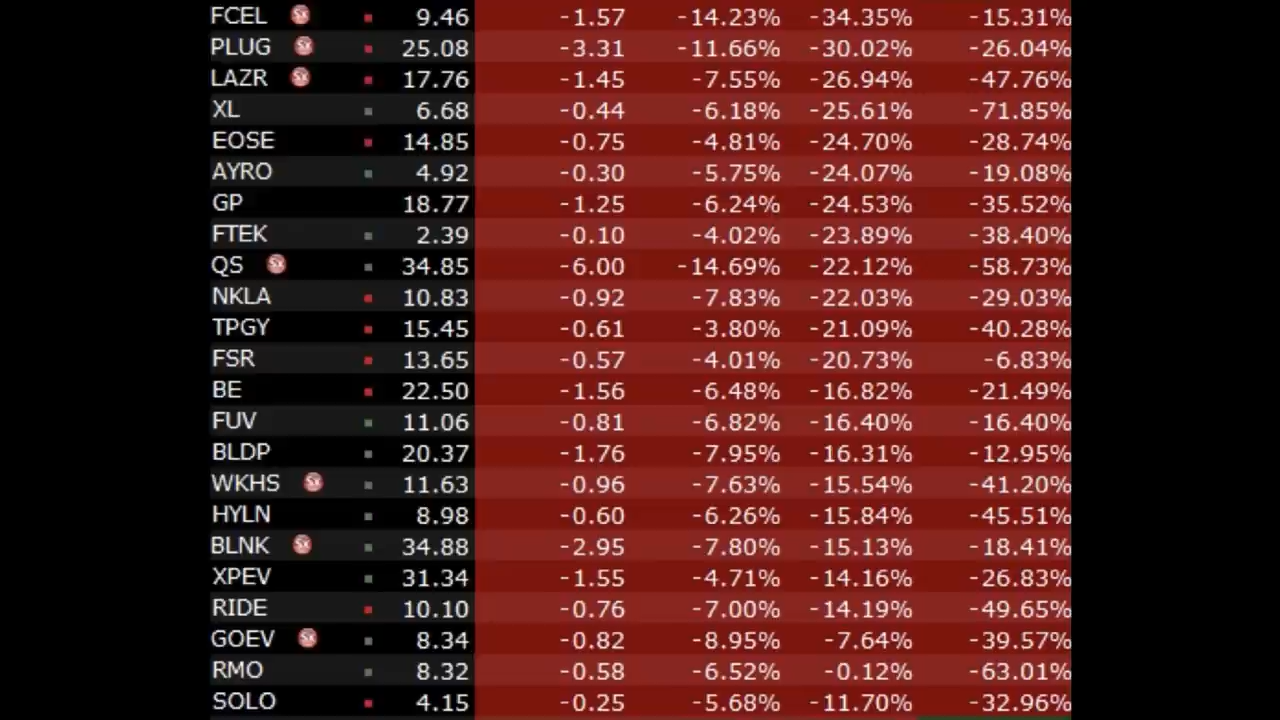 FCEL SX 9.46 -1.57 -14.23% -34.35% -15.31%
PLUG SX 25.08 -3.31 -11.66% -30.02% -26.04%
LAZR SX 17.76 -1.45 -7.55% -26.94% -47.76%
XL 6.68 -0.44 -6.18% -25.61% -71.85%
EOSE 14.85 -0.75 -4.81% -24.70% -28.74%
AYRO 4.92 -0.30 -5.75% -24.07% -19.08%
GP 18.77 -1.25 -6.24% -24.53% -35.52%
FTEK 2.39 -0.10 -4.02% -23.89% -38.40%
QS SX 34.85 -6.00 -14.69% -22.12% -58.73%
NKLA 10.83 -0.92 -7.83% -22.03% -29.03%
TPGY 15.45 -0.61 -3.80% -21.09% -40.28%
FSR 13.65 -0.57 -4.01% -20.73% -6.83%
BE 22.50 -1.56 -6.48% -16.82% -21.49%
FUV 11.06 -0.81 -6.82% -16.40% -16.40%
BLDP 20.37 -1.76 -7.95% -16.31% -12.95%
WKHS SX 11.63 -0.96 -7.63% -15.54% -41.20%
HYLN 8.98 -0.60 -6.26% -15.84% -45.51%
BLNK SX 34.88 -2.95 -7.80% -15.13% -18.41%
XPEV 31.34 -1.55 -4.71% -14.16% -26.83%
RIDE 10.10 -0.76 -7.00% -14.19% -49.65%
GOEV SX 8.34 -0.82 -8.95% -7.64% -39.57%
RMO 8.32 -0.58 -6.52% -0.12% -63.01%
SOLO 4.15 -0.25 -5.68% -11.70% -32.96%